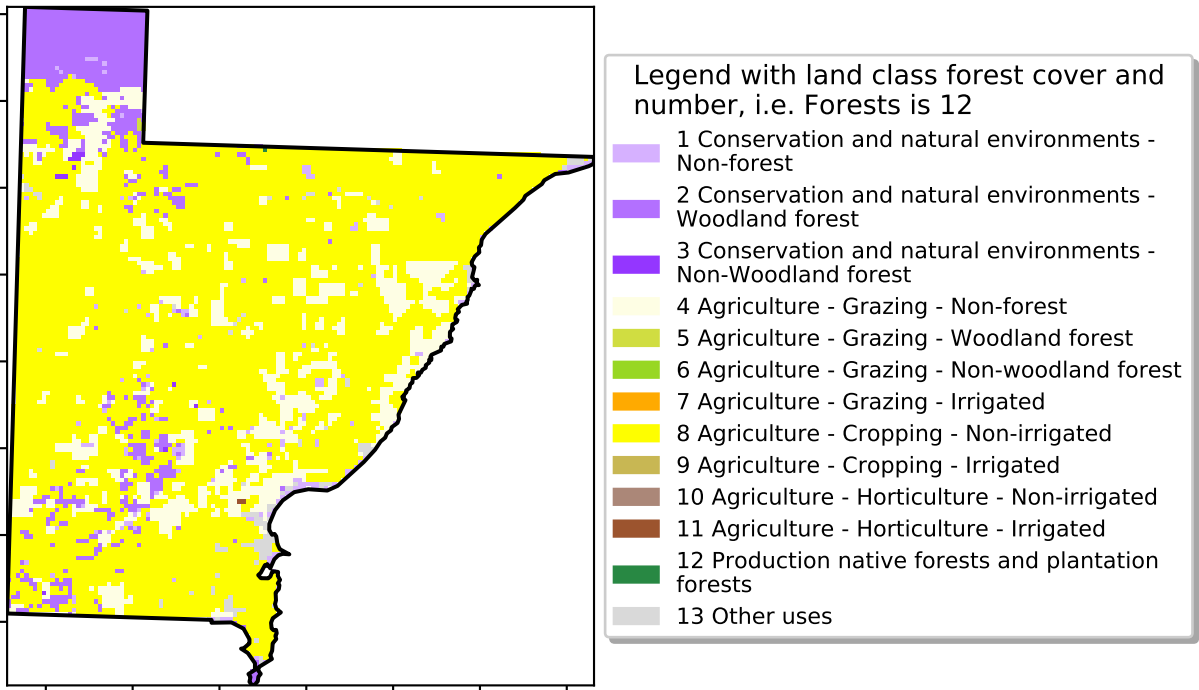 Legend with land class forest cover and
number, i.e. Forests is 12
1 Conservation and natural environments -
Non-forest
2 Conservation and natural environments -
Woodland forest
3 Conservation and natural environments -
Non-Woodland forest
4 Agriculture - Grazing - Non-forest
5 Agriculture - Grazing - Woodland forest
6 Agriculture - Grazing - Non-woodland forest
7 Agriculture - Grazing - Irrigated
8 Agriculture - Cropping - Non-irrigated
9 Agriculture - Cropping - Irrigated
10 Agriculture - Horticulture - Non-irrigated
11 Agriculture - Horticulture - Irrigated
12 Production native forests and plantation
forests
13 Other uses